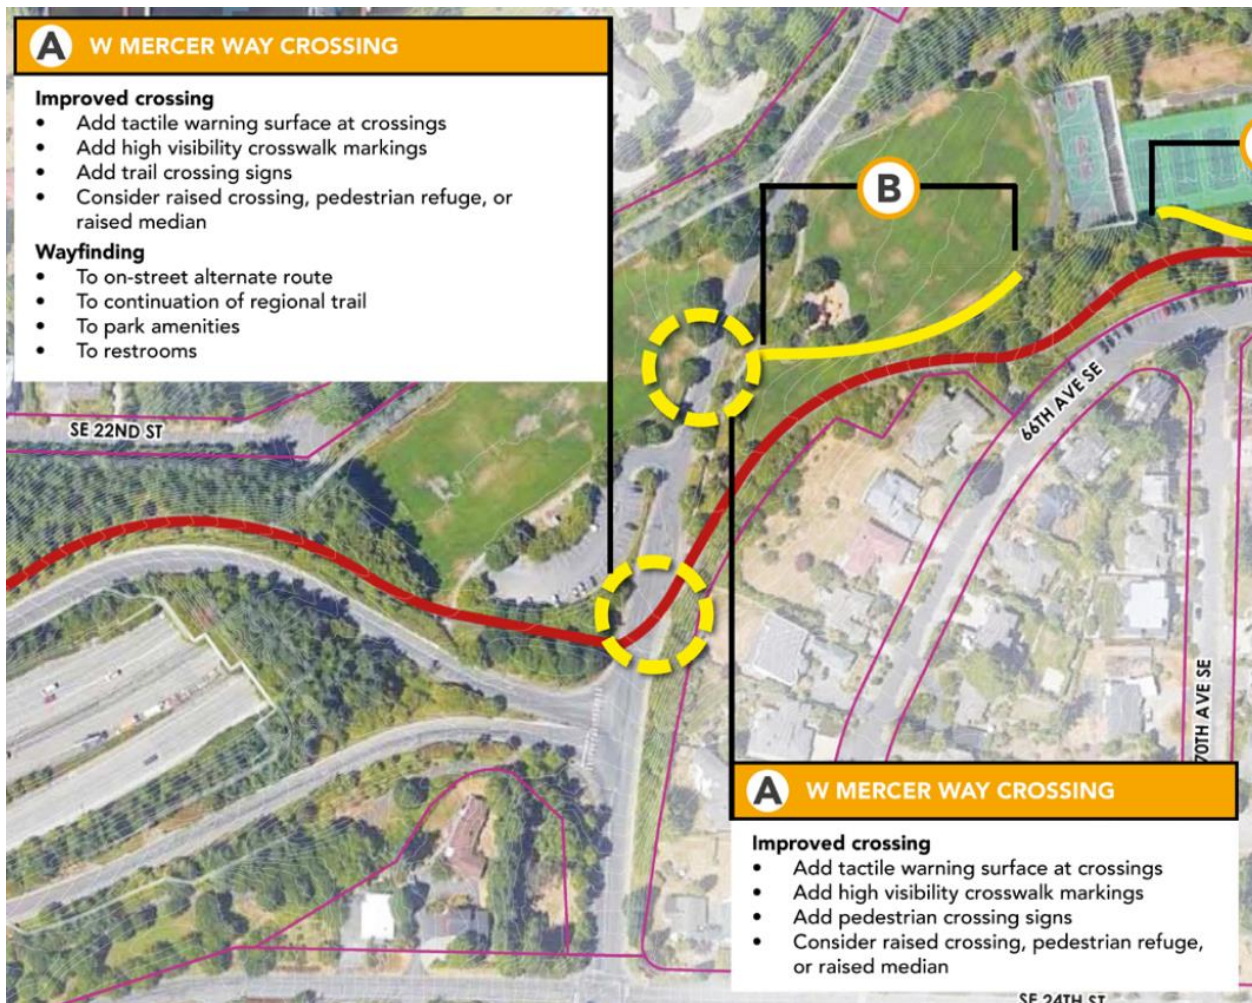 A W MERCER WAY CROSSING
Improved crossing
• Add tactile warning surface at crossings
• Add high visibility crosswalk markings
• Add trail crossing signs
• Consider raised crossing, pedestrian refuge, or
raised median
Wayfinding
• To on-street alternate route
• To continuation of regional trail
• To park amenities
• To restrooms
B
SE 22ND ST
66TH AVE SE
70TH AVE SE
A W MERCER WAY CROSSING
Improved crossing
• Add tactile warning surface at crossings
• Add high visibility crosswalk markings
• Add pedestrian crossing signs
• Consider raised crossing, pedestrian refuge,
or raised median
SE 24TH ST